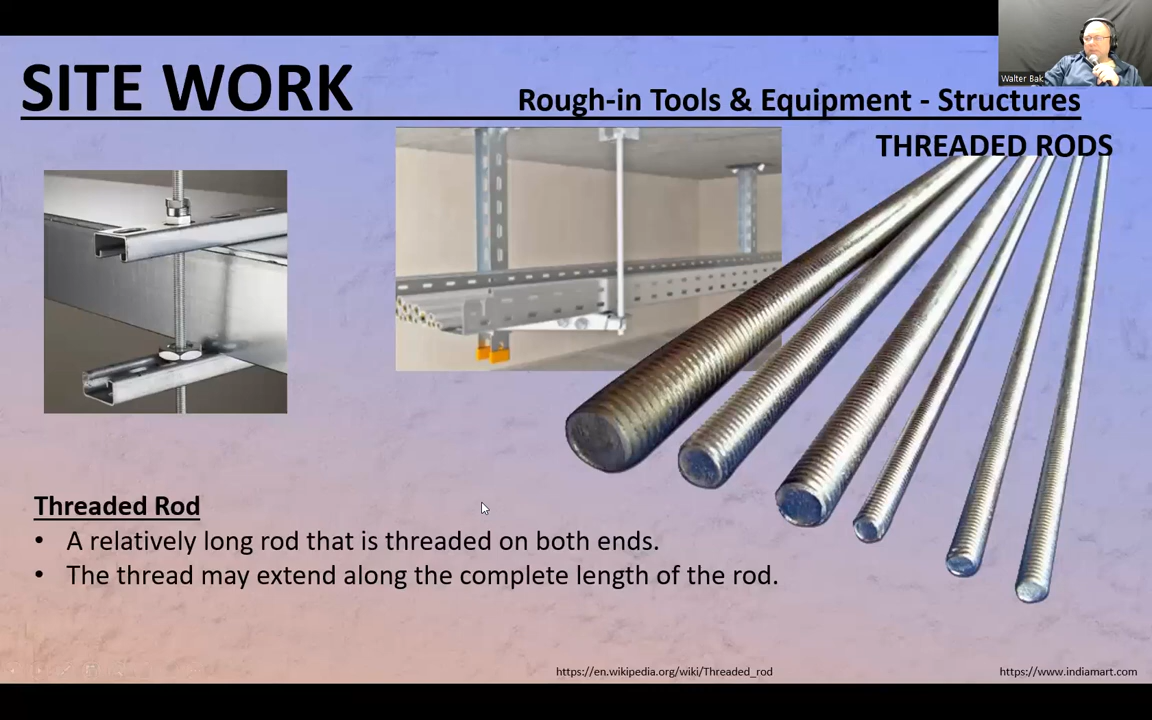 Walter Bak
SITE WORK
Rough-in Tools & Equipment - Structures
THREADED RODS
Threaded Rod
• A relatively long rod that is threaded on both ends.
• The thread may extend along the complete length of the rod.
https://en.wikipedia.org/wiki/Threaded_rod
https://www.indiamart.com